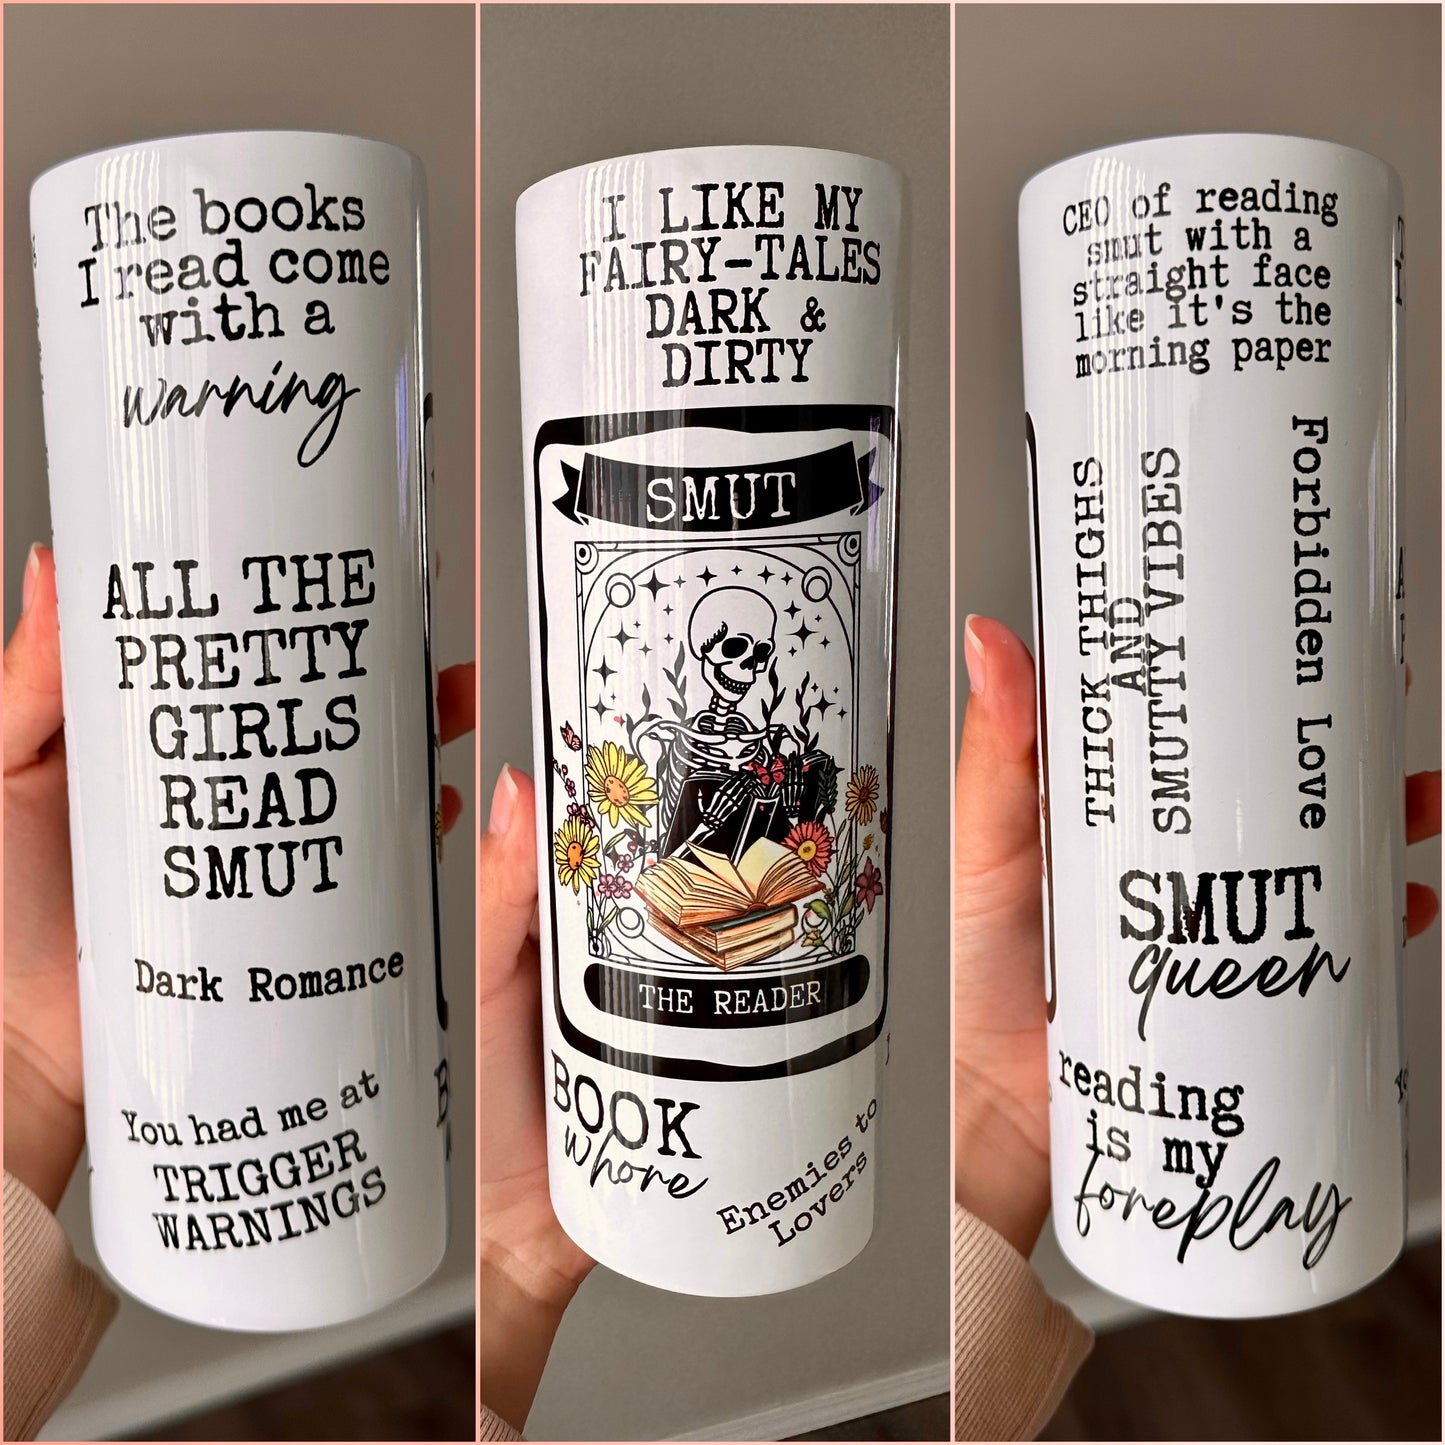 The books
I read come
with a
warning
ALL THE
PRETTY
GIRLS
READ
SMUT
Dark Romance
You had me at
TRIGGER
WARNINGS
I LIKE MY
FAIRY-TALES
DARK &
DIRTY
SMUT
THE READER
BOOK
whore
Enemies to
Lovers
CEO of reading
smut with a
straight face
like it's the
morning paper
THICK THIGHS
AND
SMUTTY VIBES
Forbidden Love
SMUT
queen
reading
is my
foreplay